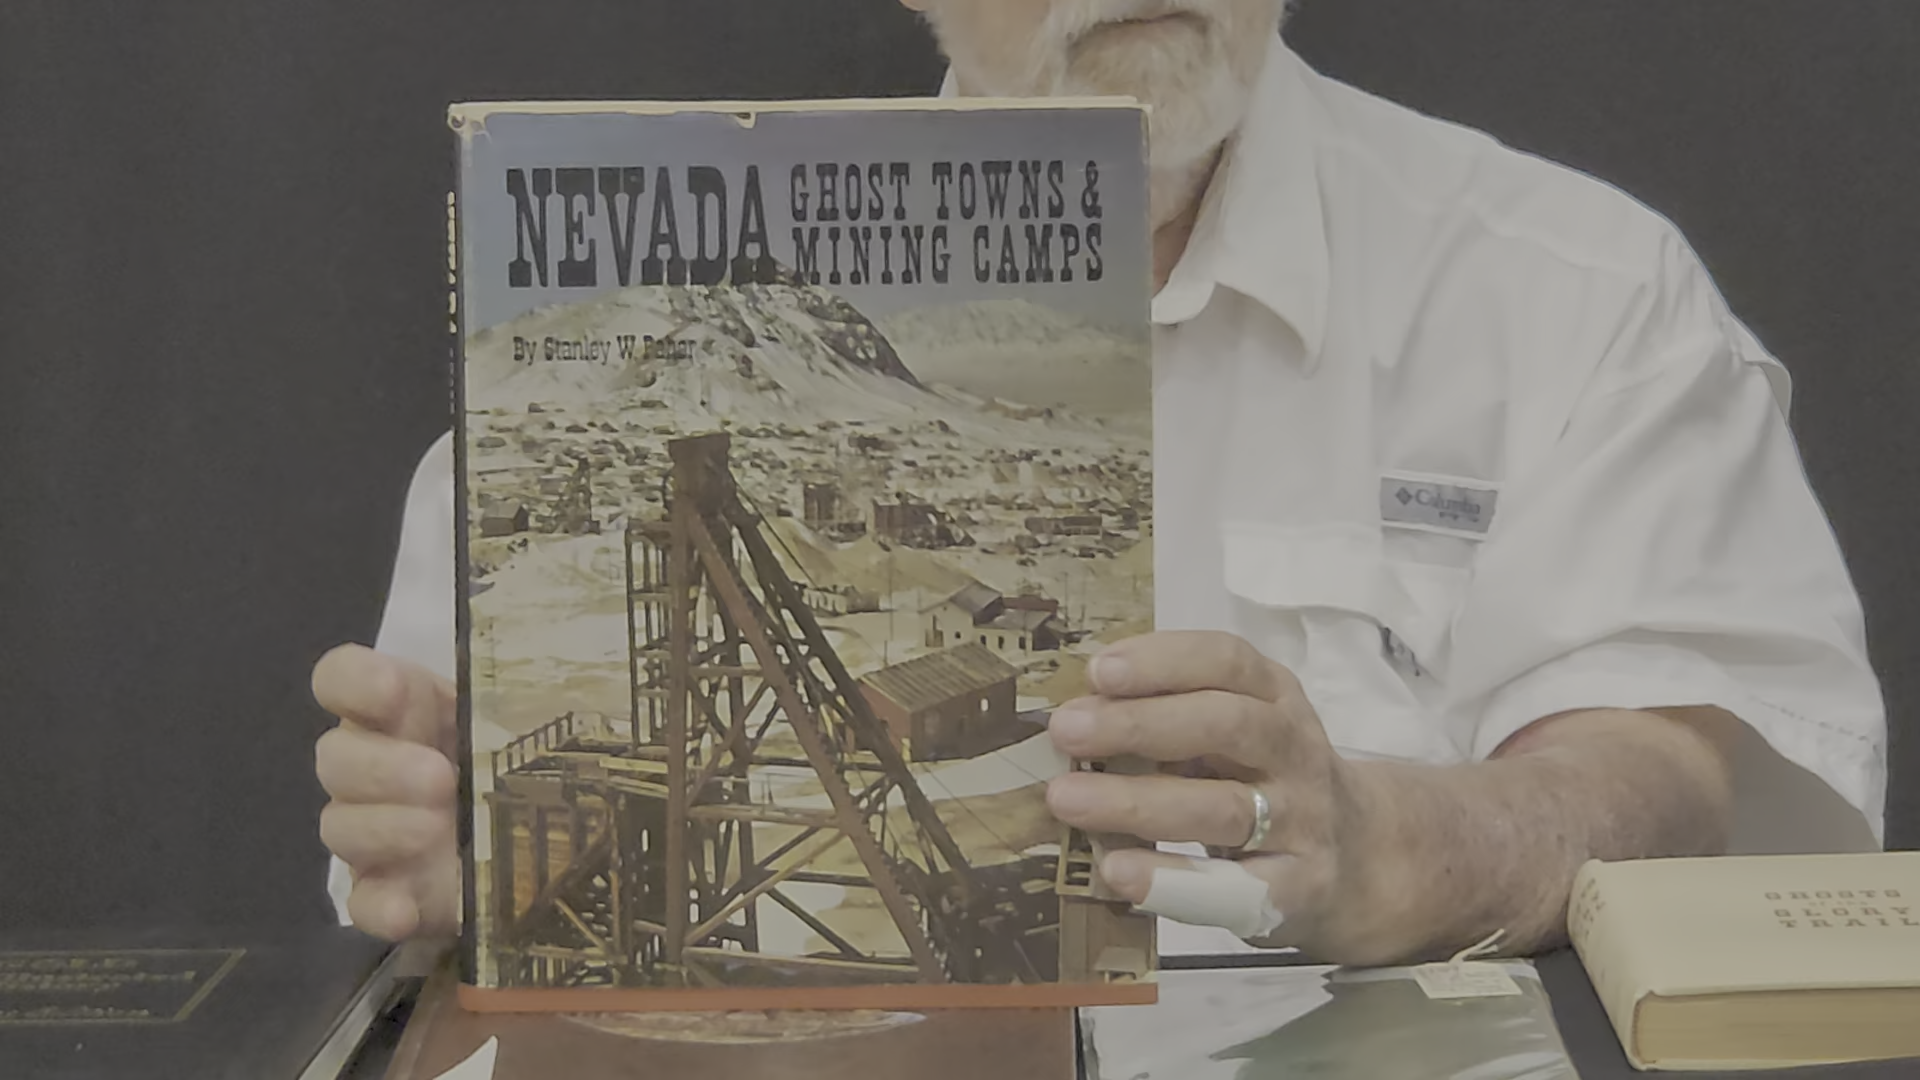 NEVADA GHOST TOWNS &
MINING CAMPS
By Stanley W. Paher
Columbia
GHOSTS
GLORY
TRAIL